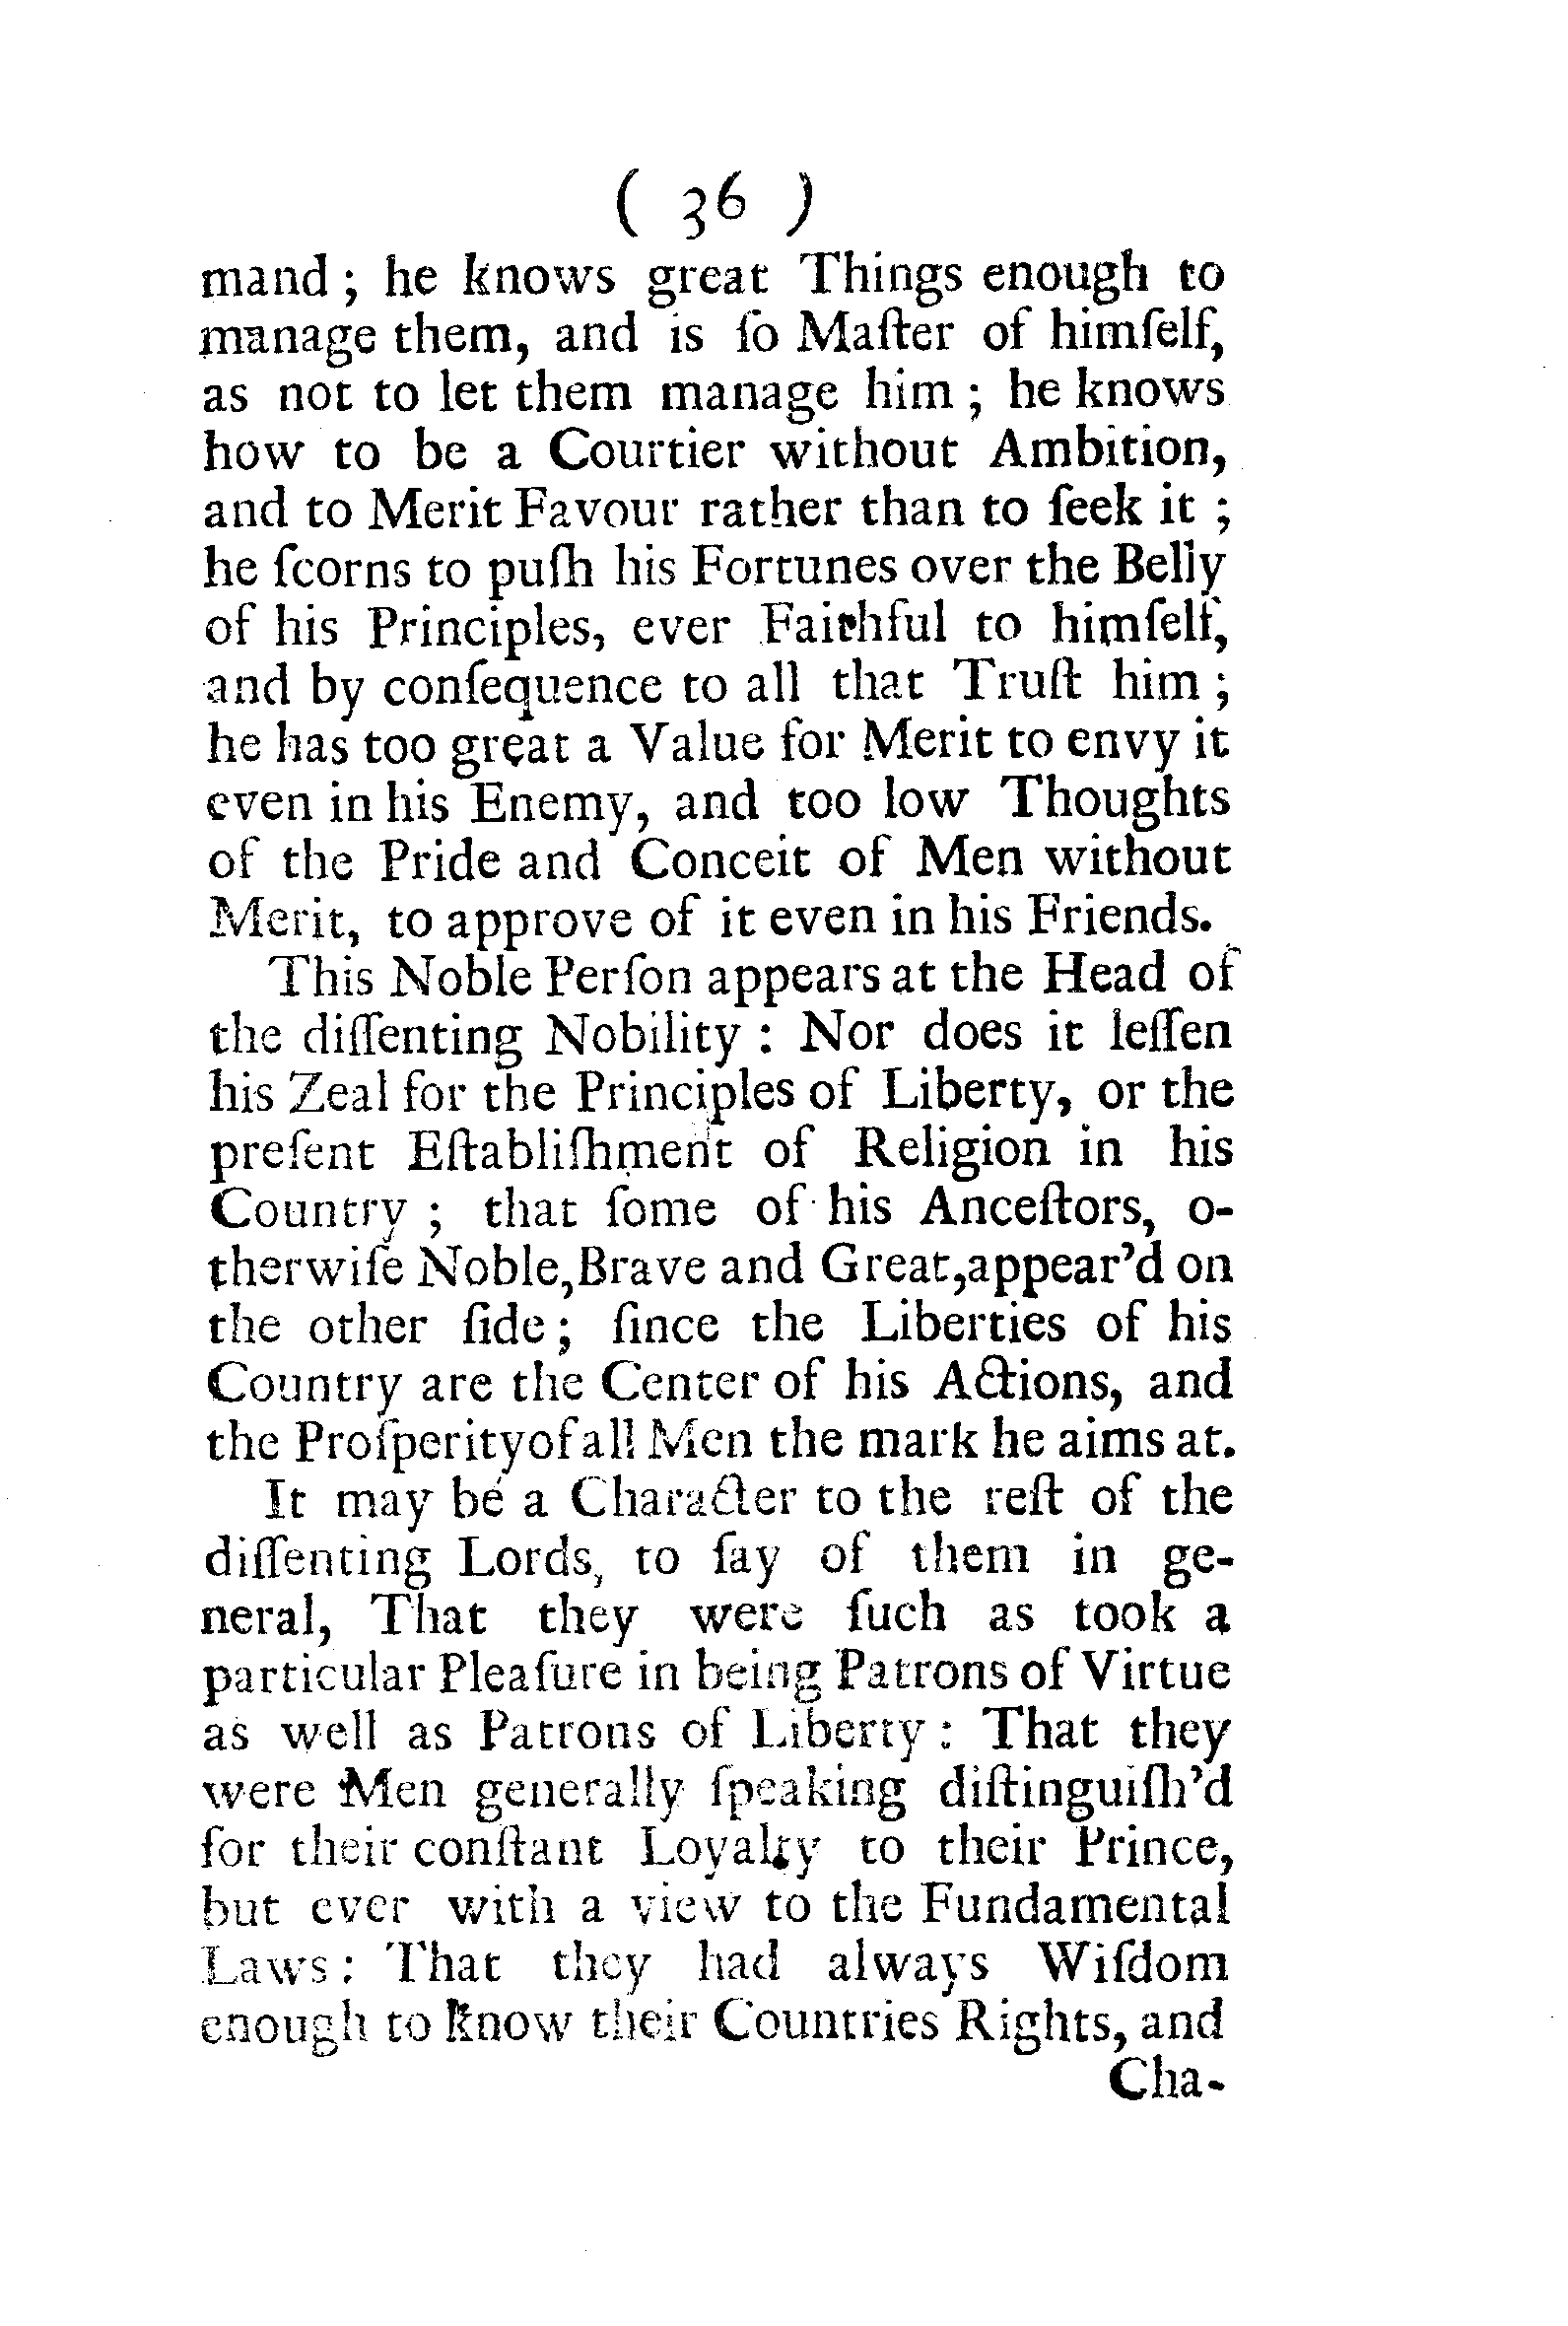 ( 36 )
mand ; he knows great Things enough to
manage them, and is ſo Maſter of himſelf,
as not to let them manage him ; he knows
how to be a Courtier without Ambition,
and to Merit Favour rather than to ſeek it ;
he ſcorns to puſh his Fortunes over the Belly
of his Principles, ever Faithful to himſelf,
and by conſequence to all that Truſt him ;
he has too great a Value for Merit to envy it
even in his Enemy, and too low Thoughts
of the Pride and Conceit of Men without
Merit, to approve of it even in his Friends.
This Noble Perſon appears at the Head of
the diſſenting Nobility : Nor does it leſſen
his Zeal for the Principles of Liberty, or the
preſent Eſtabliſhment of Religion in his
Country ; that ſome of his Anceſtors, o-
therwiſe Noble,Brave and Great,appear'd on
the other ſide ; ſince the Liberties of his
Country are the Center of his Actions, and
the Proſperity of all Men the mark he aims at.
It may be a Character to the reſt of the
diſſenting Lords, to ſay of them in ge-
neral, That they were ſuch as took a
particular Pleaſure in being Patrons of Virtue
as well as Patrons of Liberty : That they
were Men generally ſpeaking diſtinguiſh'd
for their conſtant Loyalty to their Prince,
but ever with a view to the Fundamental
Laws : That they had always Wiſdom
enough to know their Countries Rights, and
Cha-